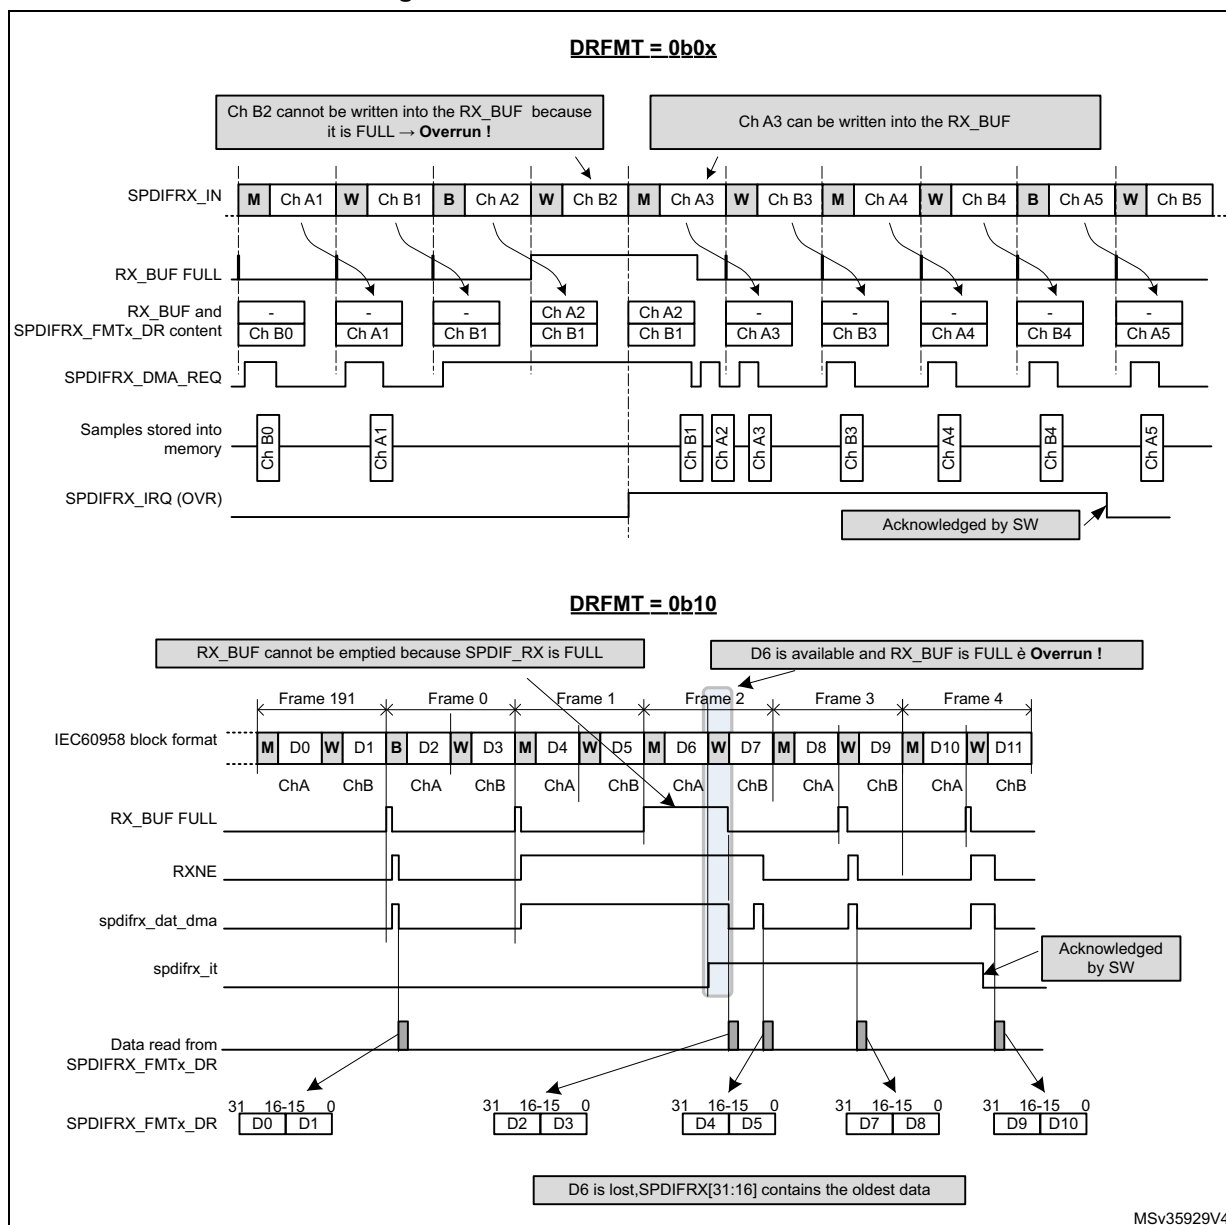 DRFMT = 0b0x
Ch B2 cannot be written into the RX_BUF because
it is FULL → Overrun !
Ch A3 can be written into the RX_BUF
SPDIFRX_IN
M Ch A1 W Ch B1 B Ch A2 W Ch B2 M Ch A3 W Ch B3 M Ch A4 W Ch B4 B Ch A5 W Ch B5
RX_BUF FULL
RX_BUF and
SPDIFRX_FMTx_DR content
- - - Ch A2 Ch A2 - - - - -
Ch B0 Ch A1 Ch B1 Ch B1 Ch B1 Ch A3 Ch B3 Ch A4 Ch B4 Ch A5
SPDIFRX_DMA_REQ
Samples stored into
memory
Ch B0 Ch A1 Ch B1 Ch A2 Ch A3 Ch B3 Ch A4 Ch B4 Ch A5
SPDIFRX_IRQ (OVR)
Acknowledged by SW
DRFMT = 0b10
RX_BUF cannot be emptied because SPDIF_RX is FULL
D6 is available and RX_BUF is FULL è Overrun !
Frame 191 Frame 0 Frame 1 Frame 2 Frame 3 Frame 4
IEC60958 block format
M D0 W D1 B D2 W D3 M D4 W D5 M D6 W D7 M D8 W D9 M D10 W D11
ChA ChB ChA ChB ChA ChB ChA ChB ChA ChB ChA ChB
RX_BUF FULL
RXNE
spdifrx_dat_dma
spdifrx_it
Acknowledged
by SW
Data read from
SPDIFRX_FMTx_DR
31 16-15 0 31 16-15 0 31 16-15 0 31 16-15 0 31 16-15 0
SPDIFRX_FMTx_DR
D0 D1 D2 D3 D4 D5 D7 D8 D9 D10
D6 is lost,SPDIFRX[31:16] contains the oldest data
MSv35929V4